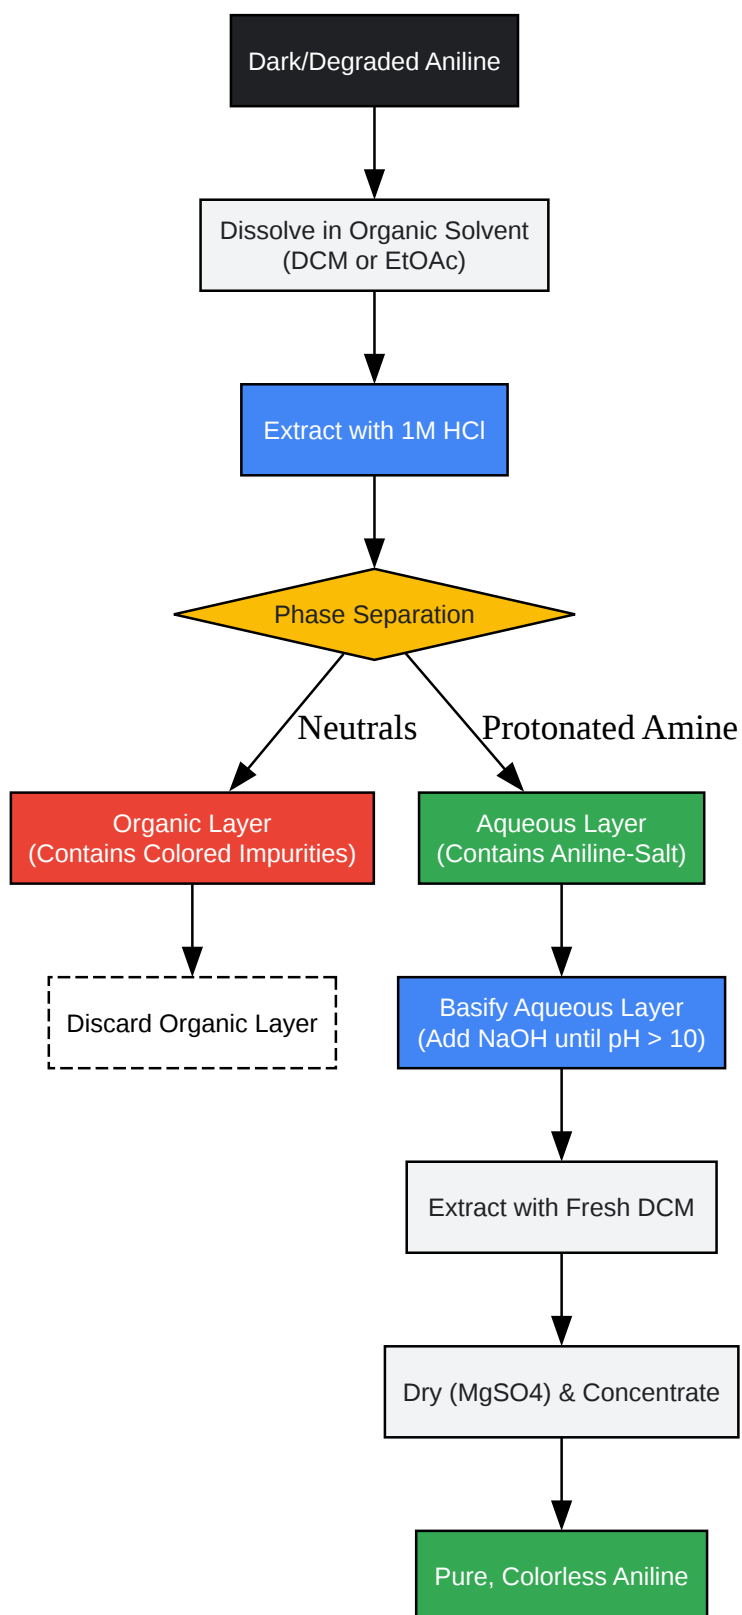 Dark/Degraded Aniline
Dissolve in Organic Solvent
(DCM or EtOAc)
Extract with 1M HCl
Phase Separation
Neutrals
Protonated Amine
Organic Layer
(Contains Colored Impurities)
Aqueous Layer
(Contains Aniline-Salt)
Discard Organic Layer
Basify Aqueous Layer
(Add NaOH until pH > 10)
Extract with Fresh DCM
Dry (MgSO4) & Concentrate
Pure, Colorless Aniline